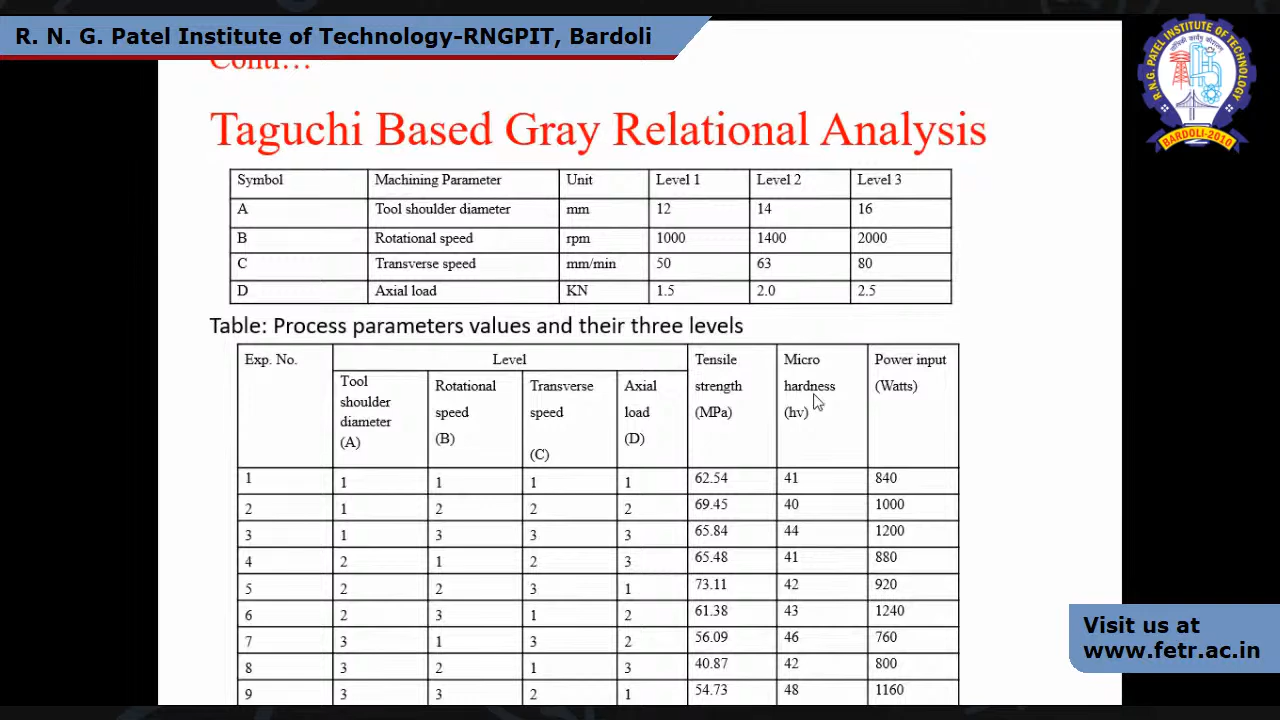 R. N. G. Patel Institute of Technology-RNGPIT, Bardoli
Conti…
R.N.G. PATEL INSTITUTE OF TECHNOLOGY
BARDOLI-2010
Taguchi Based Gray Relational Analysis
Symbol Machining Parameter Unit Level 1 Level 2 Level 3
A Tool shoulder diameter mm 12 14 16
B Rotational speed rpm 1000 1400 2000
C Transverse speed mm/min 50 63 80
D Axial load KN 1.5 2.0 2.5
Table: Process parameters values and their three levels
Exp. No. Level Tensile strength (MPa) Micro hardness (hv) Power input (Watts)
Tool shoulder diameter (A) Rotational speed (B) Transverse speed (C) Axial load (D)
1 1 1 1 1 62.54 41 840
2 1 2 2 2 69.45 40 1000
3 1 3 3 3 65.84 44 1200
4 2 1 2 3 65.48 41 880
5 2 2 3 1 73.11 42 920
6 2 3 1 2 61.38 43 1240
7 3 1 3 2 56.09 46 760
8 3 2 1 3 40.87 42 800
9 3 3 2 1 54.73 48 1160
Visit us at
www.fetr.ac.in